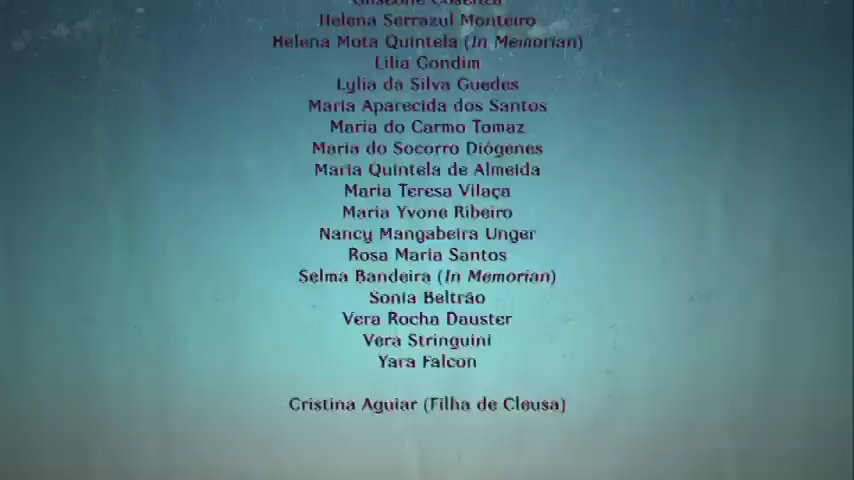 Helena Serrazul Monteiro
Helena Mota Quintela (In Memorian)
Lilia Gondim
Lylia da Silva Guedes
Maria Aparecida dos Santos
Maria do Carmo Tomaz
Maria do Socorro Diógenes
Maria Quintela de Almeida
Maria Teresa Vilaça
Maria Yvone Ribeiro
Nancy Mangabeira Unger
Rosa Maria Santos
Selma Bandeira (In Memorian)
Sonia Beltrão
Vera Rocha Dauster
Vera Stringuini
Yara Falcon
Cristina Aguiar (Filha de Cleusa)